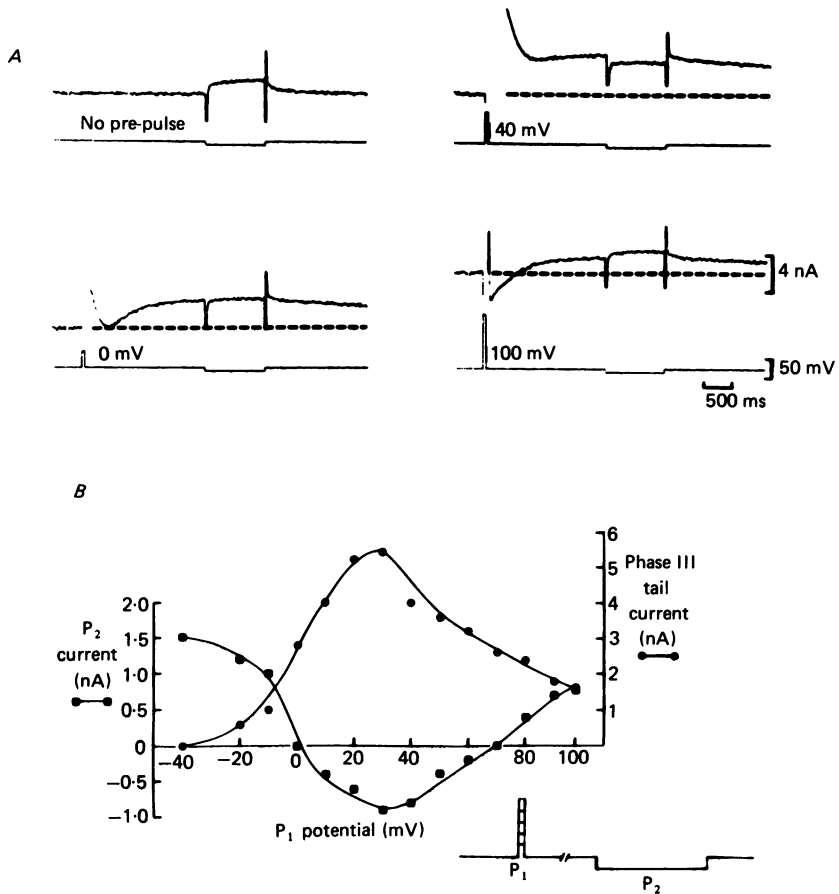 A
No pre-pulse
40 mV
0 mV
100 mV
4 nA
50 mV
500 ms
B
P2
current
(nA)
2·0
1·5
1·0
0·5
0
−0·5
−1·0
−40
−20
0
20
40
60
80
100
P1 potential (mV)
6
5
4
3
2
1
Phase III
tail
current
(nA)
P1
P2